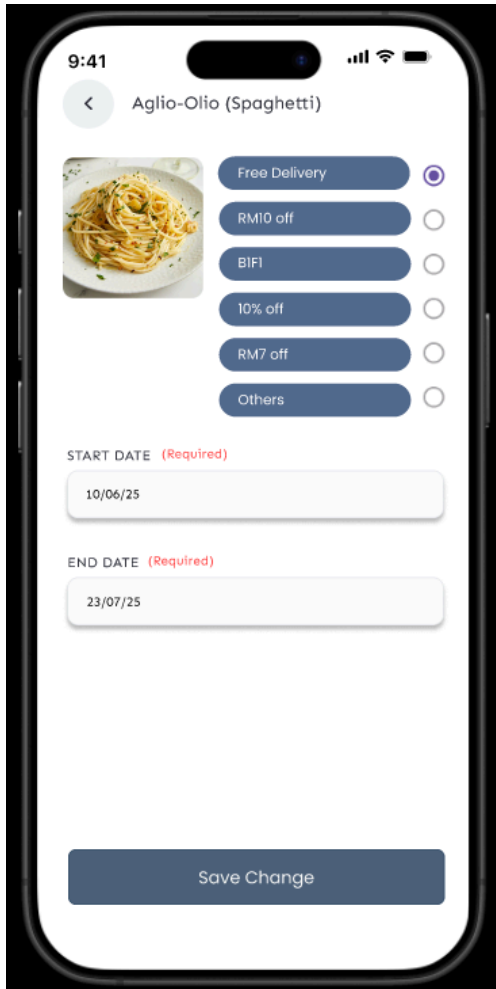 9:41
Aglio-Olio (Spaghetti)
Free Delivery
RM10 off
B1F1
10% off
RM7 off
Others
START DATE (Required)
10/06/25
END DATE (Required)
23/07/25
Save Change